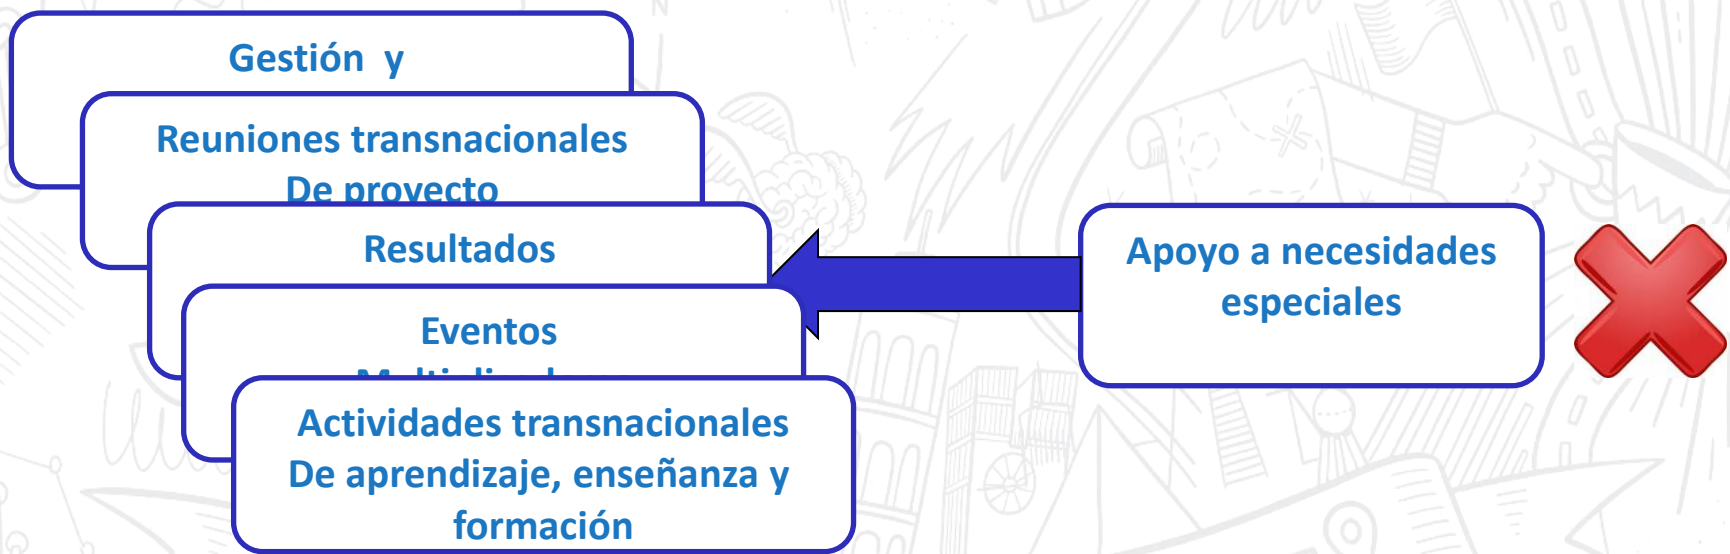 Gestión y
Reuniones transnacionales
De proyecto
Resultados
Eventos
Actividades transnacionales
De aprendizaje, enseñanza y
formación
Apoyo a necesidades
especiales